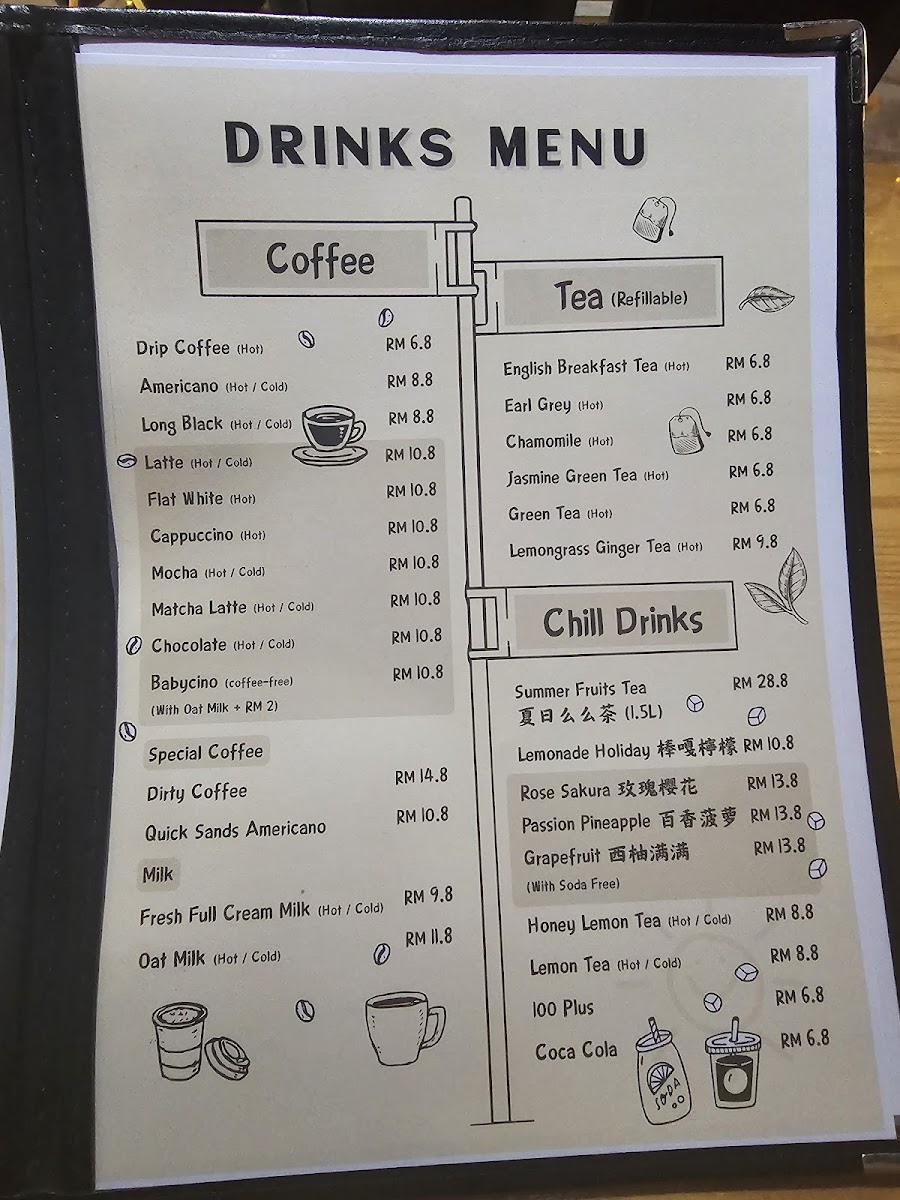 DRINKS MENU
Coffee
Drip Coffee (Hot) RM 6.8
Americano (Hot / Cold) RM 8.8
Long Black (Hot / Cold) RM 8.8
Latte (Hot / Cold) RM 10.8
Flat White (Hot) RM 10.8
Cappuccino (Hot) RM 10.8
Mocha (Hot / Cold) RM 10.8
Matcha Latte (Hot / Cold) RM 10.8
Chocolate (Hot / Cold) RM 10.8
Babycino (coffee-free) RM 10.8
(With Oat Milk + RM 2)
Special Coffee
Dirty Coffee RM 14.8
Quick Sands Americano RM 10.8
Milk
Fresh Full Cream Milk (Hot / Cold) RM 9.8
Oat Milk (Hot / Cold) RM 11.8
Tea (Refillable)
English Breakfast Tea (Hot) RM 6.8
Earl Grey (Hot) RM 6.8
Chamomile (Hot) RM 6.8
Jasmine Green Tea (Hot) RM 6.8
Green Tea (Hot) RM 6.8
Lemongrass Ginger Tea (Hot) RM 9.8
Chill Drinks
Summer Fruits Tea RM 28.8
夏日么么茶 (1.5L)
Lemonade Holiday 棒嘎檸檬 RM 10.8
Rose Sakura 玫瑰櫻花 RM 13.8
Passion Pineapple 百香菠萝 RM 13.8
Grapefruit 西柚满满 RM 13.8
(With Soda Free)
Honey Lemon Tea (Hot / Cold) RM 8.8
Lemon Tea (Hot / Cold) RM 8.8
100 Plus RM 6.8
Coca Cola RM 6.8
SODA